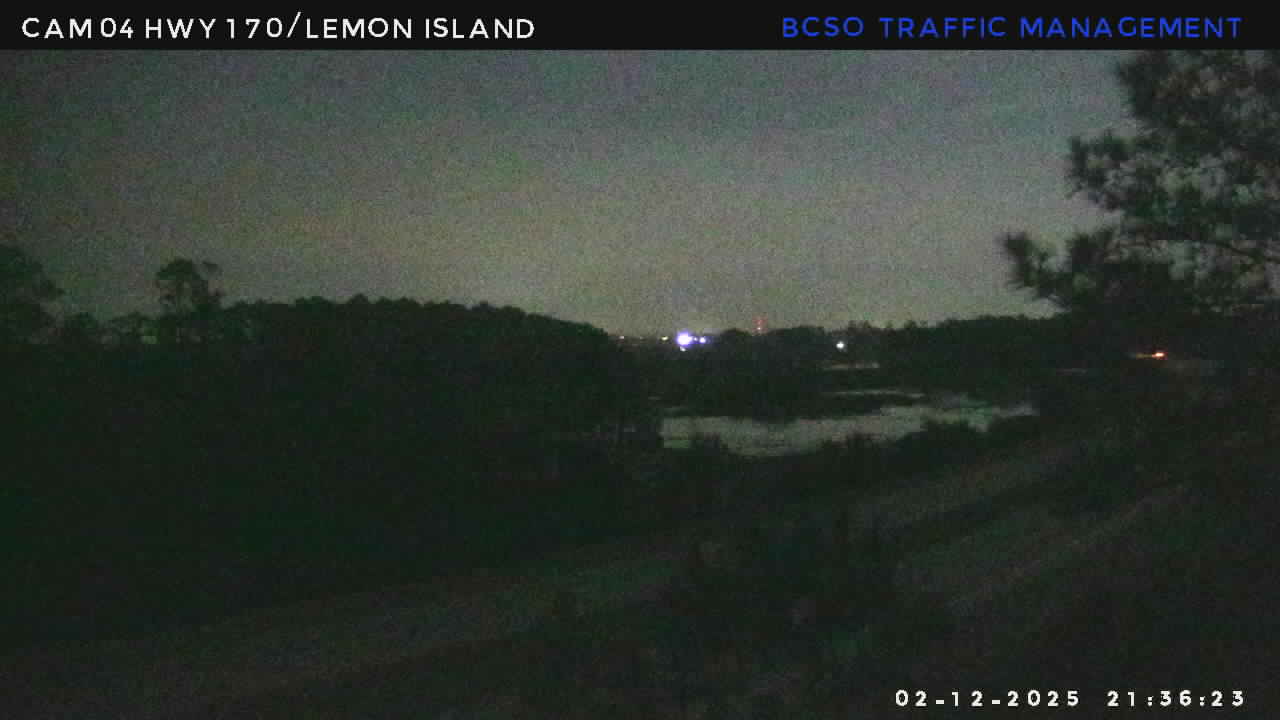 CAM04 HWY 170/LEMON ISLAND
BCSO TRAFFIC MANAGEMENT
02-12-2025 21:36:23